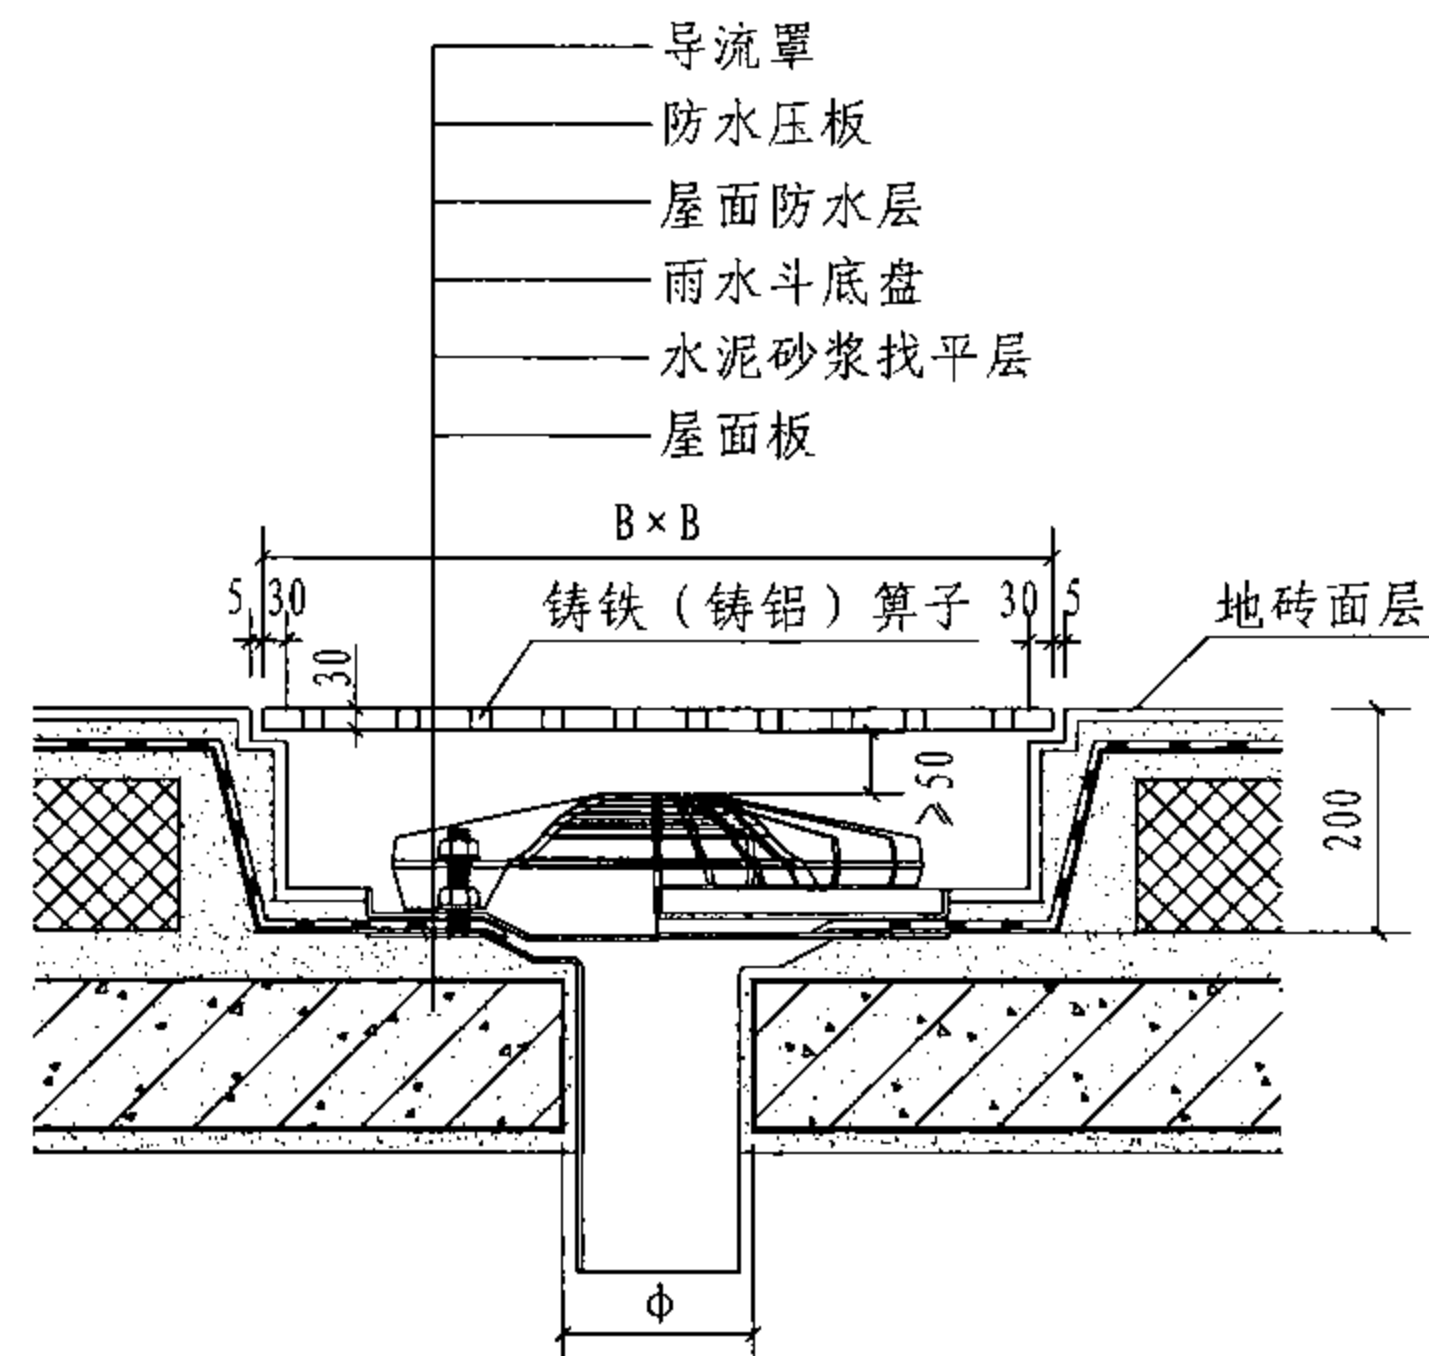 导流罩
防水压板
屋面防水层
雨水斗底盘
水泥砂浆找平层
屋面板
B×B
5 30 铸铁（铸铝）箅子 30 5 地砖面层
30
≥50
200
ϕ